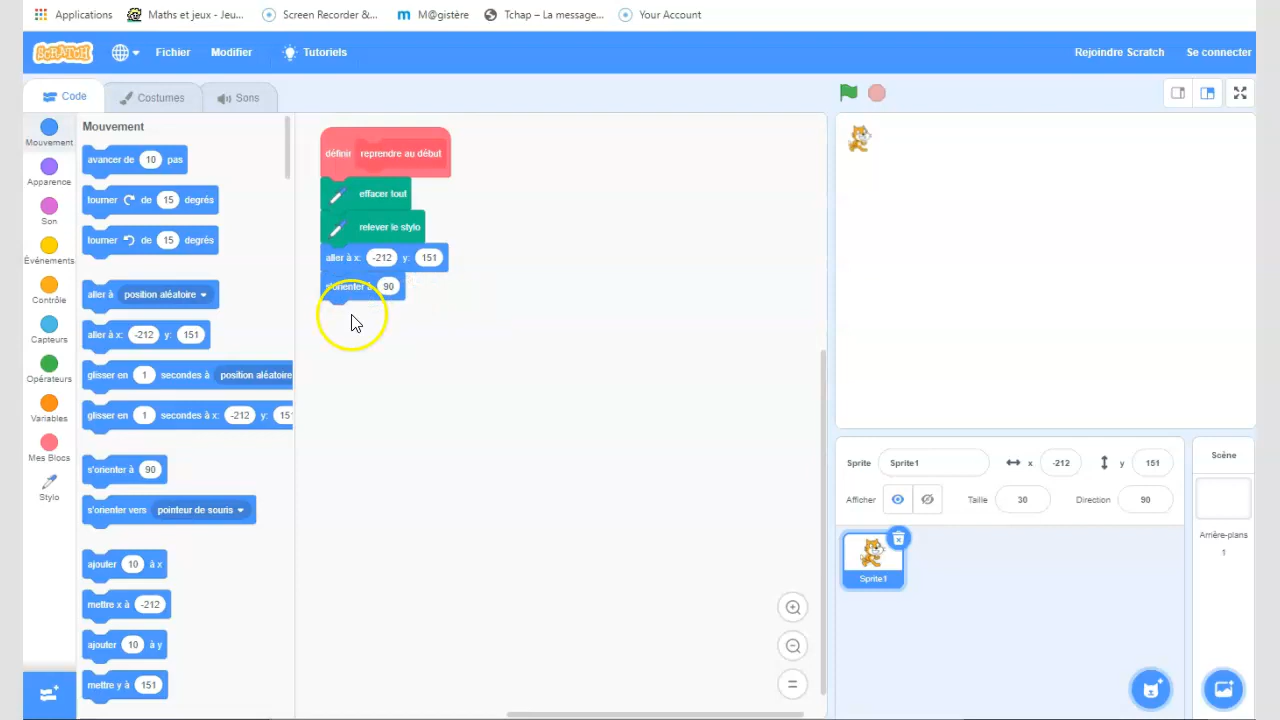 Applications Maths et jeux - Jeu... Screen Recorder &... M@gistère Tchap – La message... Your Account
SCRATCH Fichier Modifier Tutoriels Rejoindre Scratch Se connecter
Code Costumes Sons
Mouvement
Apparence
Son
Événements
Contrôle
Capteurs
Opérateurs
Variables
Mes Blocs
Stylo
Mouvement
avancer de 10 pas
tourner de 15 degrés
tourner de 15 degrés
aller à position aléatoire
aller à x: -212 y: 151
glisser en 1 secondes à position aléatoire
glisser en 1 secondes à x: -212 y: 15
s'orienter à 90
s'orienter vers pointeur de souris
ajouter 10 à x
mettre x à -212
ajouter 10 à y
mettre y à 151
définir reprendre au début
effacer tout
relever le stylo
aller à x: -212 y: 151
s'orienter à 90
Sprite Sprite1 x -212 y 151
Afficher Taille 30 Direction 90
Sprite1
Scène
Arrière-plans
1